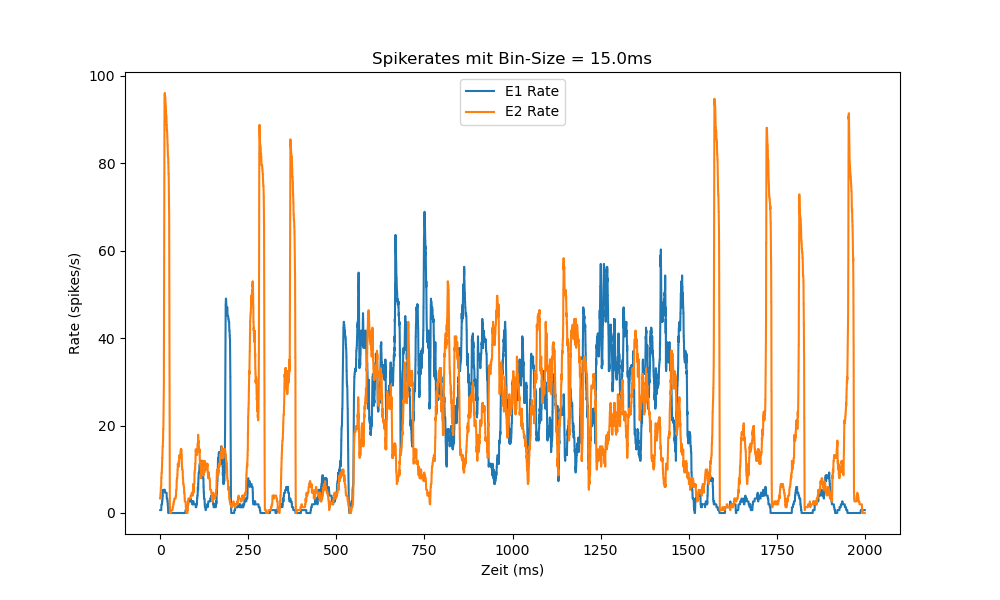 Spikerates mit Bin-Size = 15.0ms
E1 Rate
E2 Rate
100
80
60
40
20
0
Rate (spikes/s)
0 250 500 750 1000 1250 1500 1750 2000
Zeit (ms)